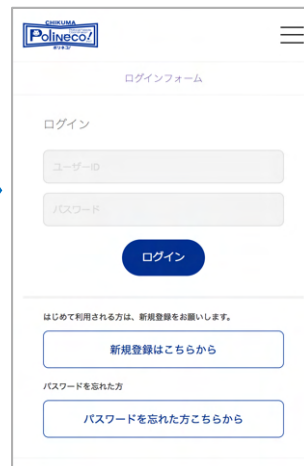 CHIKUMA
Polineco!
ポリネコ!
ログインフォーム
ログイン
ユーザーID
パスワード
ログイン
はじめて利用される方は、新規登録をお願いします。
新規登録はこちらから
パスワードを忘れた方
パスワードを忘れた方こちらから